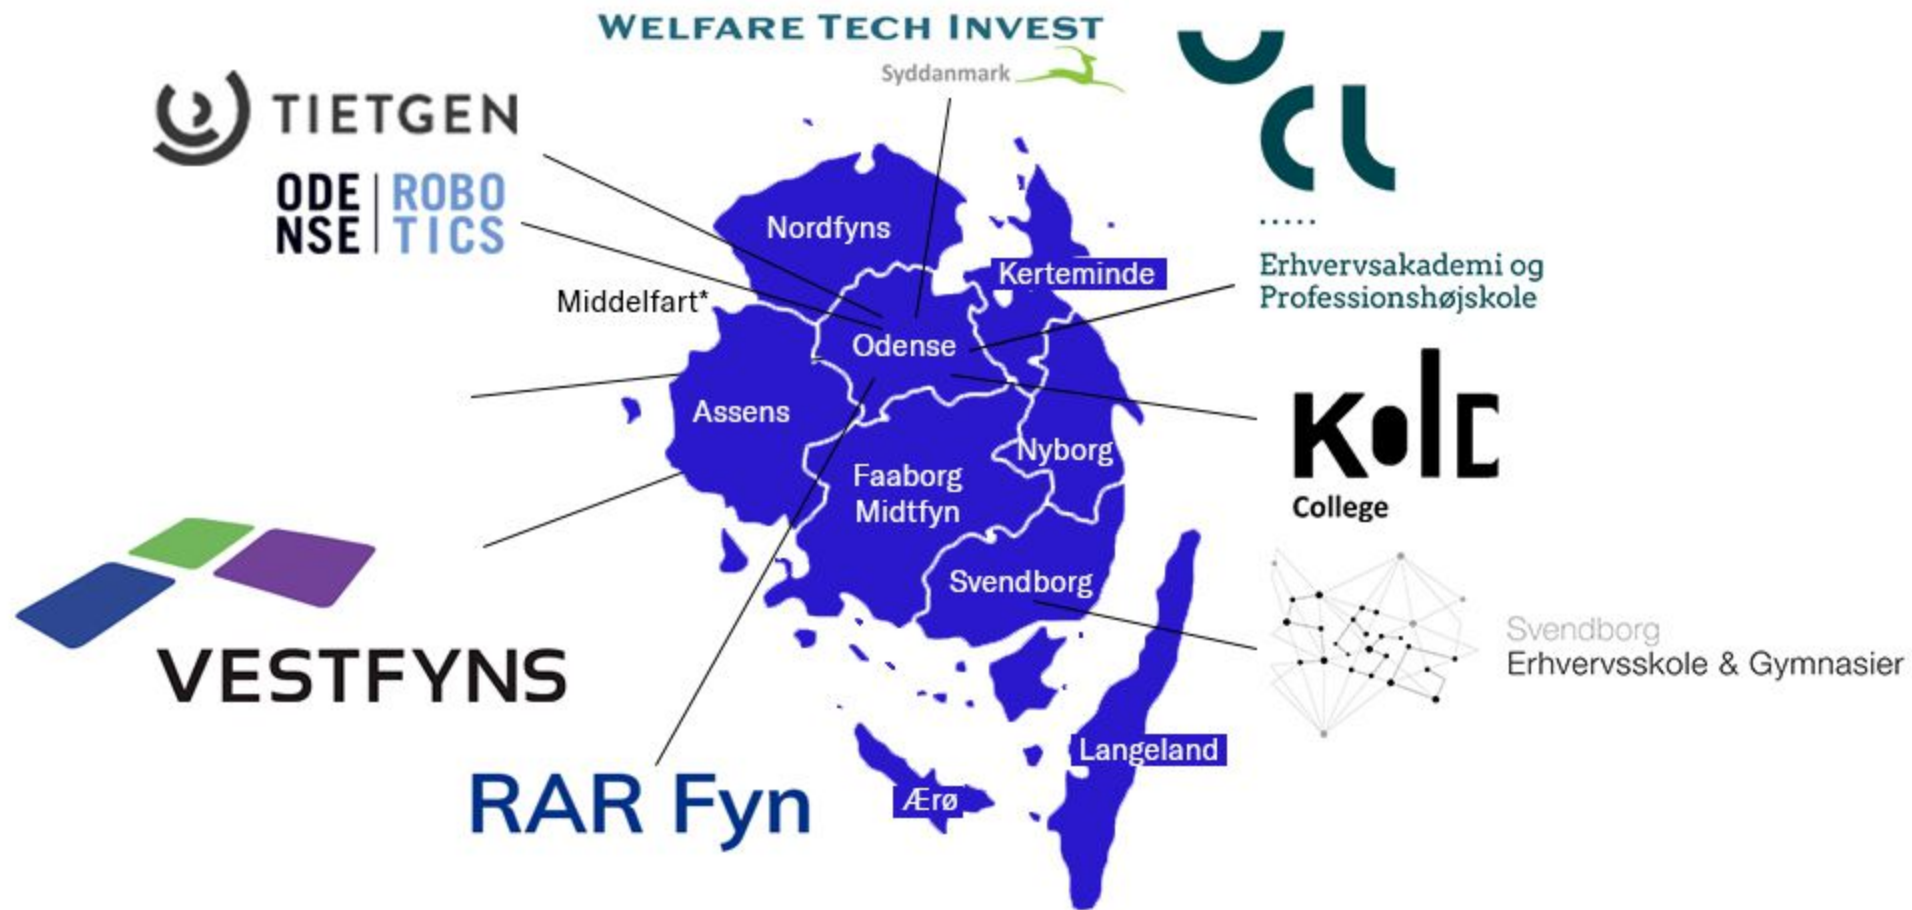 WELFARE TECH INVEST
Syddanmark
TIETGEN
ODE
NSE
ROBO
TICS
UCL
Erhvervsakademi og
Professionshøjskole
Nordfyns
Kerteminde
Middelfart*
Odense
Assens
Nyborg
Faaborg
Midtfyn
Kold
College
Svendborg
Svendborg
Erhvervsskole & Gymnasier
VESTFYNS
Langeland
RAR Fyn
Ærø